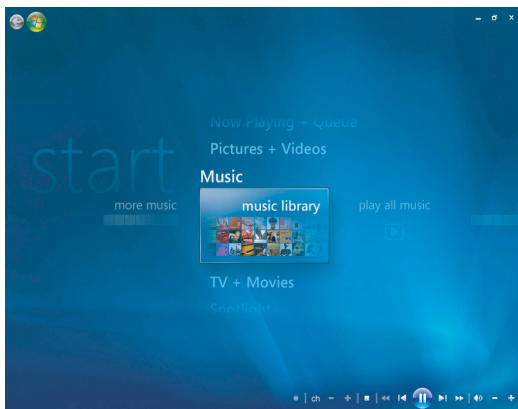 Now Playing + Queue
start
Pictures + Videos
Music
more music
music library
play all music
TV + Movies
Spotlight
ch